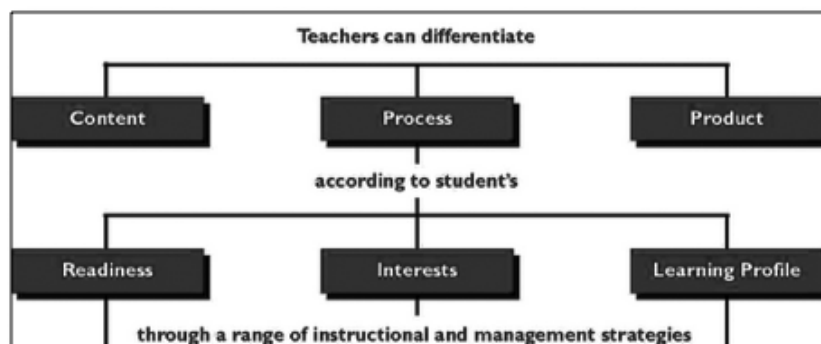 Teachers can differentiate
Content Process Product
according to student's
Readiness Interests Learning Profile
through a range of instructional and management strategies